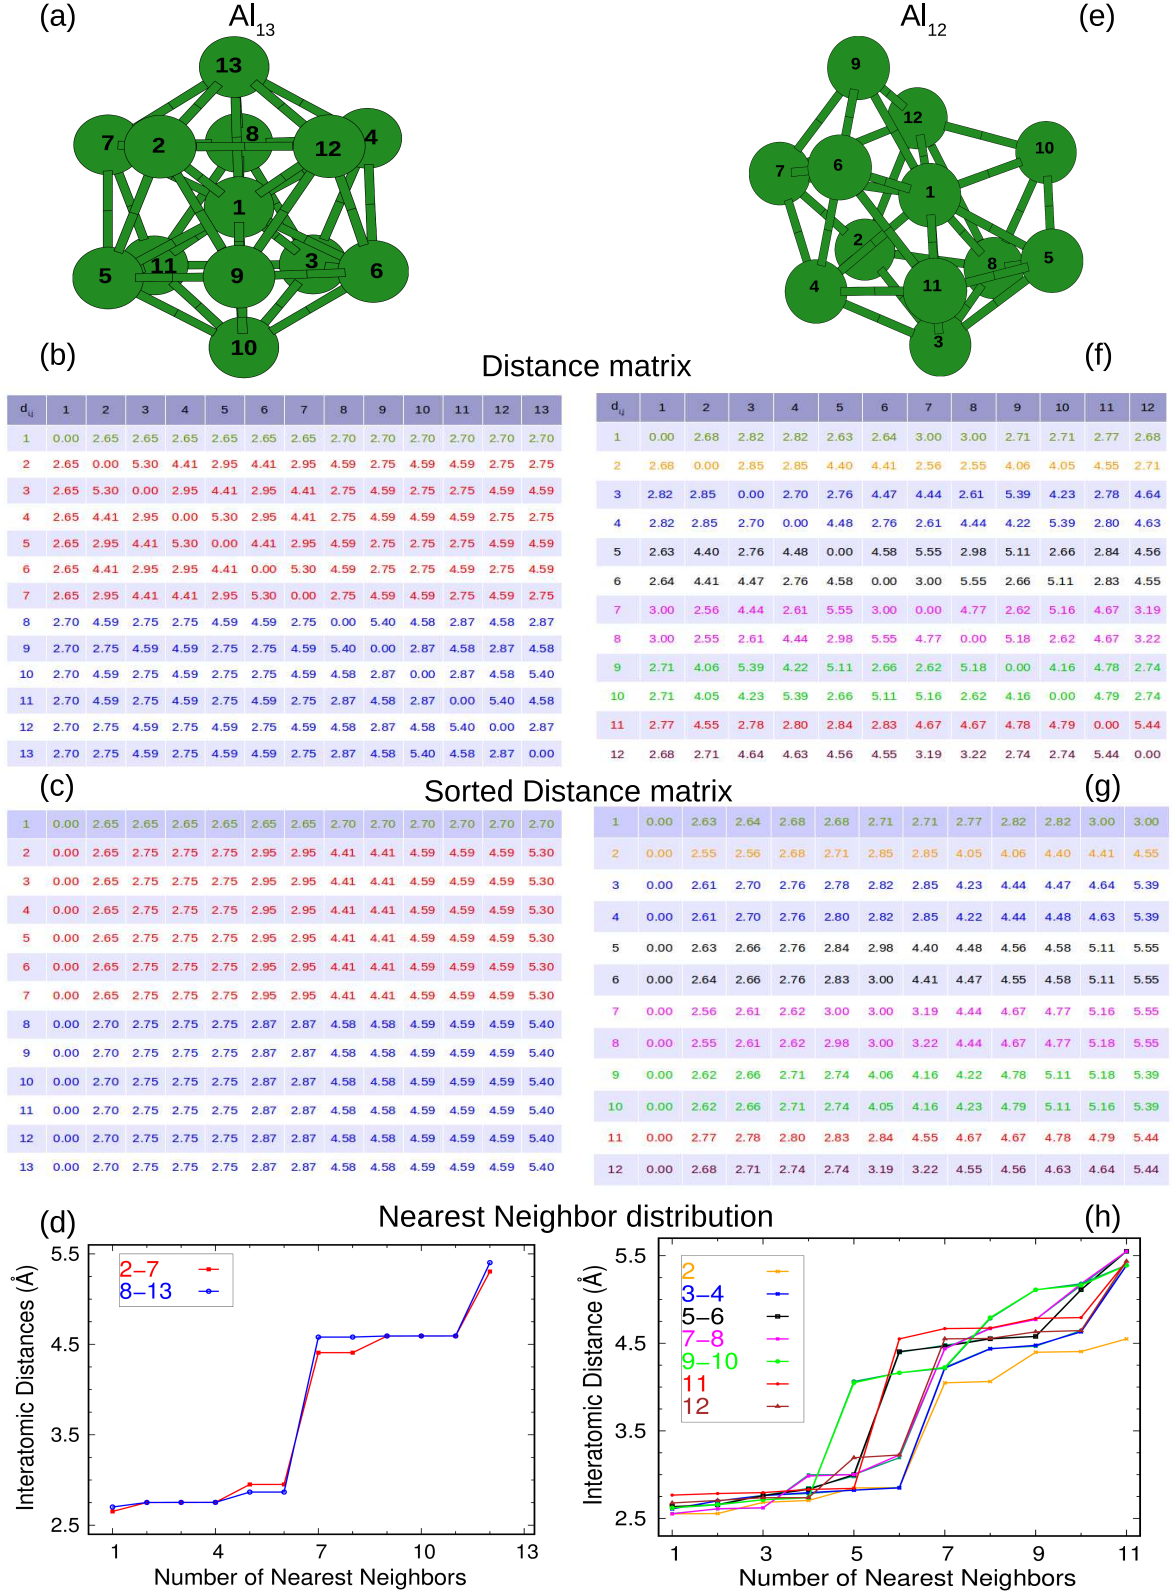 (a) Al13 Al12 (e)
13
7 2 8 12 4
1
5 11 9 3 6
10
9
12
7 6 10
1
2 8 5
4 11
3
(b) Distance matrix (f)
di,j 1 2 3 4 5 6 7 8 9 10 11 12 13
1 0.00 2.65 2.65 2.65 2.65 2.65 2.65 2.70 2.70 2.70 2.70 2.70 2.70
2 2.65 0.00 5.30 4.41 2.95 4.41 2.95 4.59 2.75 4.59 4.59 2.75 2.75
3 2.65 5.30 0.00 2.95 4.41 2.95 4.41 2.75 4.59 2.75 2.75 4.59 4.59
4 2.65 4.41 2.95 0.00 5.30 2.95 4.41 2.75 4.59 4.59 4.59 2.75 2.75
5 2.65 2.95 4.41 5.30 0.00 4.41 2.95 4.59 2.75 2.75 2.75 4.59 4.59
6 2.65 4.41 2.95 2.95 4.41 0.00 5.30 4.59 2.75 2.75 4.59 2.75 4.59
7 2.65 2.95 4.41 4.41 2.95 5.30 0.00 2.75 4.59 4.59 2.75 4.59 2.75
8 2.70 4.59 2.75 2.75 4.59 4.59 2.75 0.00 5.40 4.58 2.87 4.58 2.87
9 2.70 2.75 4.59 4.59 2.75 2.75 4.59 5.40 0.00 2.87 4.58 2.87 4.58
10 2.70 4.59 2.75 4.59 2.75 2.75 4.59 4.58 2.87 0.00 2.87 4.58 5.40
11 2.70 4.59 2.75 4.59 2.75 4.59 2.75 2.87 4.58 2.87 0.00 5.40 4.58
12 2.70 2.75 4.59 2.75 4.59 2.75 4.59 4.58 2.87 4.58 5.40 0.00 2.87
13 2.70 2.75 4.59 2.75 4.59 4.59 2.75 2.87 4.58 5.40 4.58 2.87 0.00
di,j 1 2 3 4 5 6 7 8 9 10 11 12
1 0.00 2.68 2.82 2.82 2.63 2.64 3.00 3.00 2.71 2.71 2.77 2.68
2 2.68 0.00 2.85 2.85 4.40 4.41 2.56 2.55 4.06 4.05 4.55 2.71
3 2.82 2.85 0.00 2.70 2.76 4.47 4.44 2.61 5.39 4.23 2.78 4.64
4 2.82 2.85 2.70 0.00 4.48 2.76 2.61 4.44 4.22 5.39 2.80 4.63
5 2.63 4.40 2.76 4.48 0.00 4.58 5.55 2.98 5.11 2.66 2.84 4.56
6 2.64 4.41 4.47 2.76 4.58 0.00 3.00 5.55 2.66 5.11 2.83 4.55
7 3.00 2.56 4.44 2.61 5.55 3.00 0.00 4.77 2.62 5.16 4.67 3.19
8 3.00 2.55 2.61 4.44 2.98 5.55 4.77 0.00 5.18 2.62 4.67 3.22
9 2.71 4.06 5.39 4.22 5.11 2.66 2.62 5.18 0.00 4.16 4.78 2.74
10 2.71 4.05 4.23 5.39 2.66 5.11 5.16 2.62 4.16 0.00 4.79 2.74
11 2.77 4.55 2.78 2.80 2.84 2.83 4.67 4.67 4.78 4.79 0.00 5.44
12 2.68 2.71 4.64 4.63 4.56 4.55 3.19 3.22 2.74 2.74 5.44 0.00
(c) Sorted Distance matrix (g)
1 0.00 2.65 2.65 2.65 2.65 2.65 2.65 2.70 2.70 2.70 2.70 2.70 2.70
2 0.00 2.65 2.75 2.75 2.75 2.95 2.95 4.41 4.41 4.59 4.59 4.59 5.30
3 0.00 2.65 2.75 2.75 2.75 2.95 2.95 4.41 4.41 4.59 4.59 4.59 5.30
4 0.00 2.65 2.75 2.75 2.75 2.95 2.95 4.41 4.41 4.59 4.59 4.59 5.30
5 0.00 2.65 2.75 2.75 2.75 2.95 2.95 4.41 4.41 4.59 4.59 4.59 5.30
6 0.00 2.65 2.75 2.75 2.75 2.95 2.95 4.41 4.41 4.59 4.59 4.59 5.30
7 0.00 2.65 2.75 2.75 2.75 2.95 2.95 4.41 4.41 4.59 4.59 4.59 5.30
8 0.00 2.70 2.75 2.75 2.75 2.87 2.87 4.58 4.58 4.59 4.59 4.59 5.40
9 0.00 2.70 2.75 2.75 2.75 2.87 2.87 4.58 4.58 4.59 4.59 4.59 5.40
10 0.00 2.70 2.75 2.75 2.75 2.87 2.87 4.58 4.58 4.59 4.59 4.59 5.40
11 0.00 2.70 2.75 2.75 2.75 2.87 2.87 4.58 4.58 4.59 4.59 4.59 5.40
12 0.00 2.70 2.75 2.75 2.75 2.87 2.87 4.58 4.58 4.59 4.59 4.59 5.40
13 0.00 2.70 2.75 2.75 2.75 2.87 2.87 4.58 4.58 4.59 4.59 4.59 5.40
1 0.00 2.63 2.64 2.68 2.68 2.71 2.71 2.77 2.82 2.82 3.00 3.00
2 0.00 2.55 2.56 2.68 2.71 2.85 2.85 4.05 4.06 4.40 4.41 4.55
3 0.00 2.61 2.70 2.76 2.78 2.82 2.85 4.23 4.44 4.47 4.64 5.39
4 0.00 2.61 2.70 2.76 2.80 2.82 2.85 4.22 4.44 4.48 4.63 5.39
5 0.00 2.63 2.66 2.76 2.84 2.98 4.40 4.48 4.56 4.58 5.11 5.55
6 0.00 2.64 2.66 2.76 2.83 3.00 4.41 4.47 4.55 4.58 5.11 5.55
7 0.00 2.56 2.61 2.62 3.00 3.00 3.19 4.44 4.67 4.77 5.16 5.55
8 0.00 2.55 2.61 2.62 2.98 3.00 3.22 4.44 4.67 4.77 5.18 5.55
9 0.00 2.62 2.66 2.71 2.74 4.06 4.16 4.22 4.78 5.11 5.18 5.39
10 0.00 2.62 2.66 2.71 2.74 4.05 4.16 4.23 4.79 5.11 5.16 5.39
11 0.00 2.77 2.78 2.80 2.83 2.84 4.55 4.67 4.67 4.78 4.79 5.44
12 0.00 2.68 2.71 2.74 2.74 3.19 3.22 4.55 4.56 4.63 4.64 5.44
(d) Nearest Neighbor distribution (h)
Interatomic Distances (Å)
5.5
4.5
3.5
2.5
2−7
8−13
1 4 7 10 13
Number of Nearest Neighbors
Interatomic Distance (Å)
5.5
4.5
3.5
2.5
2
3−4
5−6
7−8
9−10
11
12
1 3 5 7 9 11
Number of Nearest Neighbors